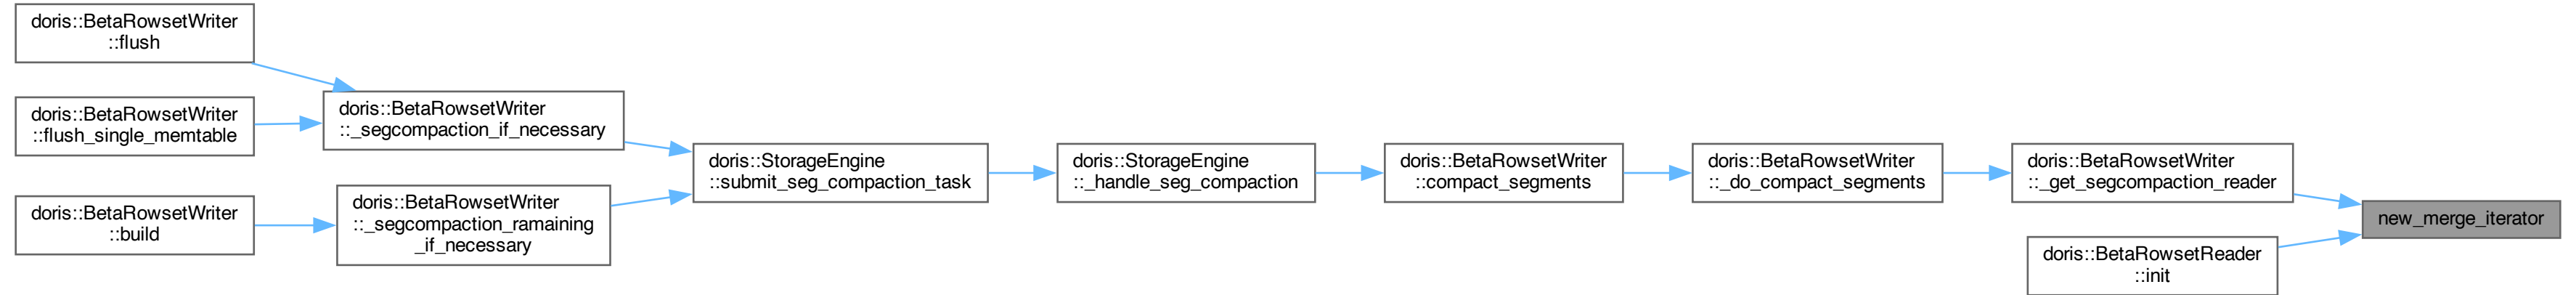 doris::BetaRowsetWriter
::flush
doris::BetaRowsetWriter
::flush_single_memtable
doris::BetaRowsetWriter
::build
doris::BetaRowsetWriter
::_segcompaction_if_necessary
doris::BetaRowsetWriter
::_segcompaction_ramaining
_if_necessary
doris::StorageEngine
::submit_seg_compaction_task
doris::StorageEngine
::_handle_seg_compaction
doris::BetaRowsetWriter
::compact_segments
doris::BetaRowsetWriter
::_do_compact_segments
doris::BetaRowsetWriter
::_get_segcompaction_reader
doris::BetaRowsetReader
::init
new_merge_iterator